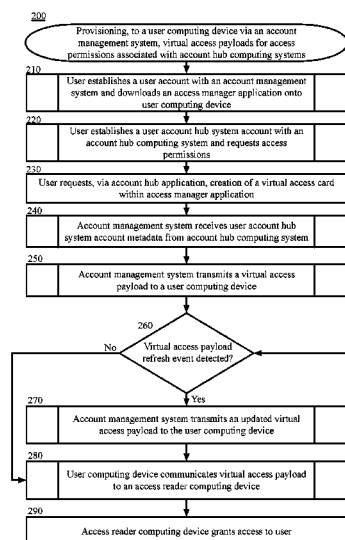 200
Provisioning, to a user computing device via an account
management system, virtual access payloads for access
permissions associated with account hub computing systems
210
User establishes a user account with an account management
system and downloads an access manager application onto
user computing device
220
User establishes a user account hub system account with an
account hub computing system and requests access
permissions
230
User requests, via account hub application, creation of a virtual access card
within access manager application
240
Account management system receives user account hub
system account metadata from account hub computing system
250
Account management system transmits a virtual access
payload to a user computing device
260
Virtual access payload
refresh event detected?
No
Yes
270
Account management system transmits an updated virtual
access payload to the user computing device
280
User computing device communicates virtual access payload
to an access reader computing device
290
Access reader computing device grants access to user